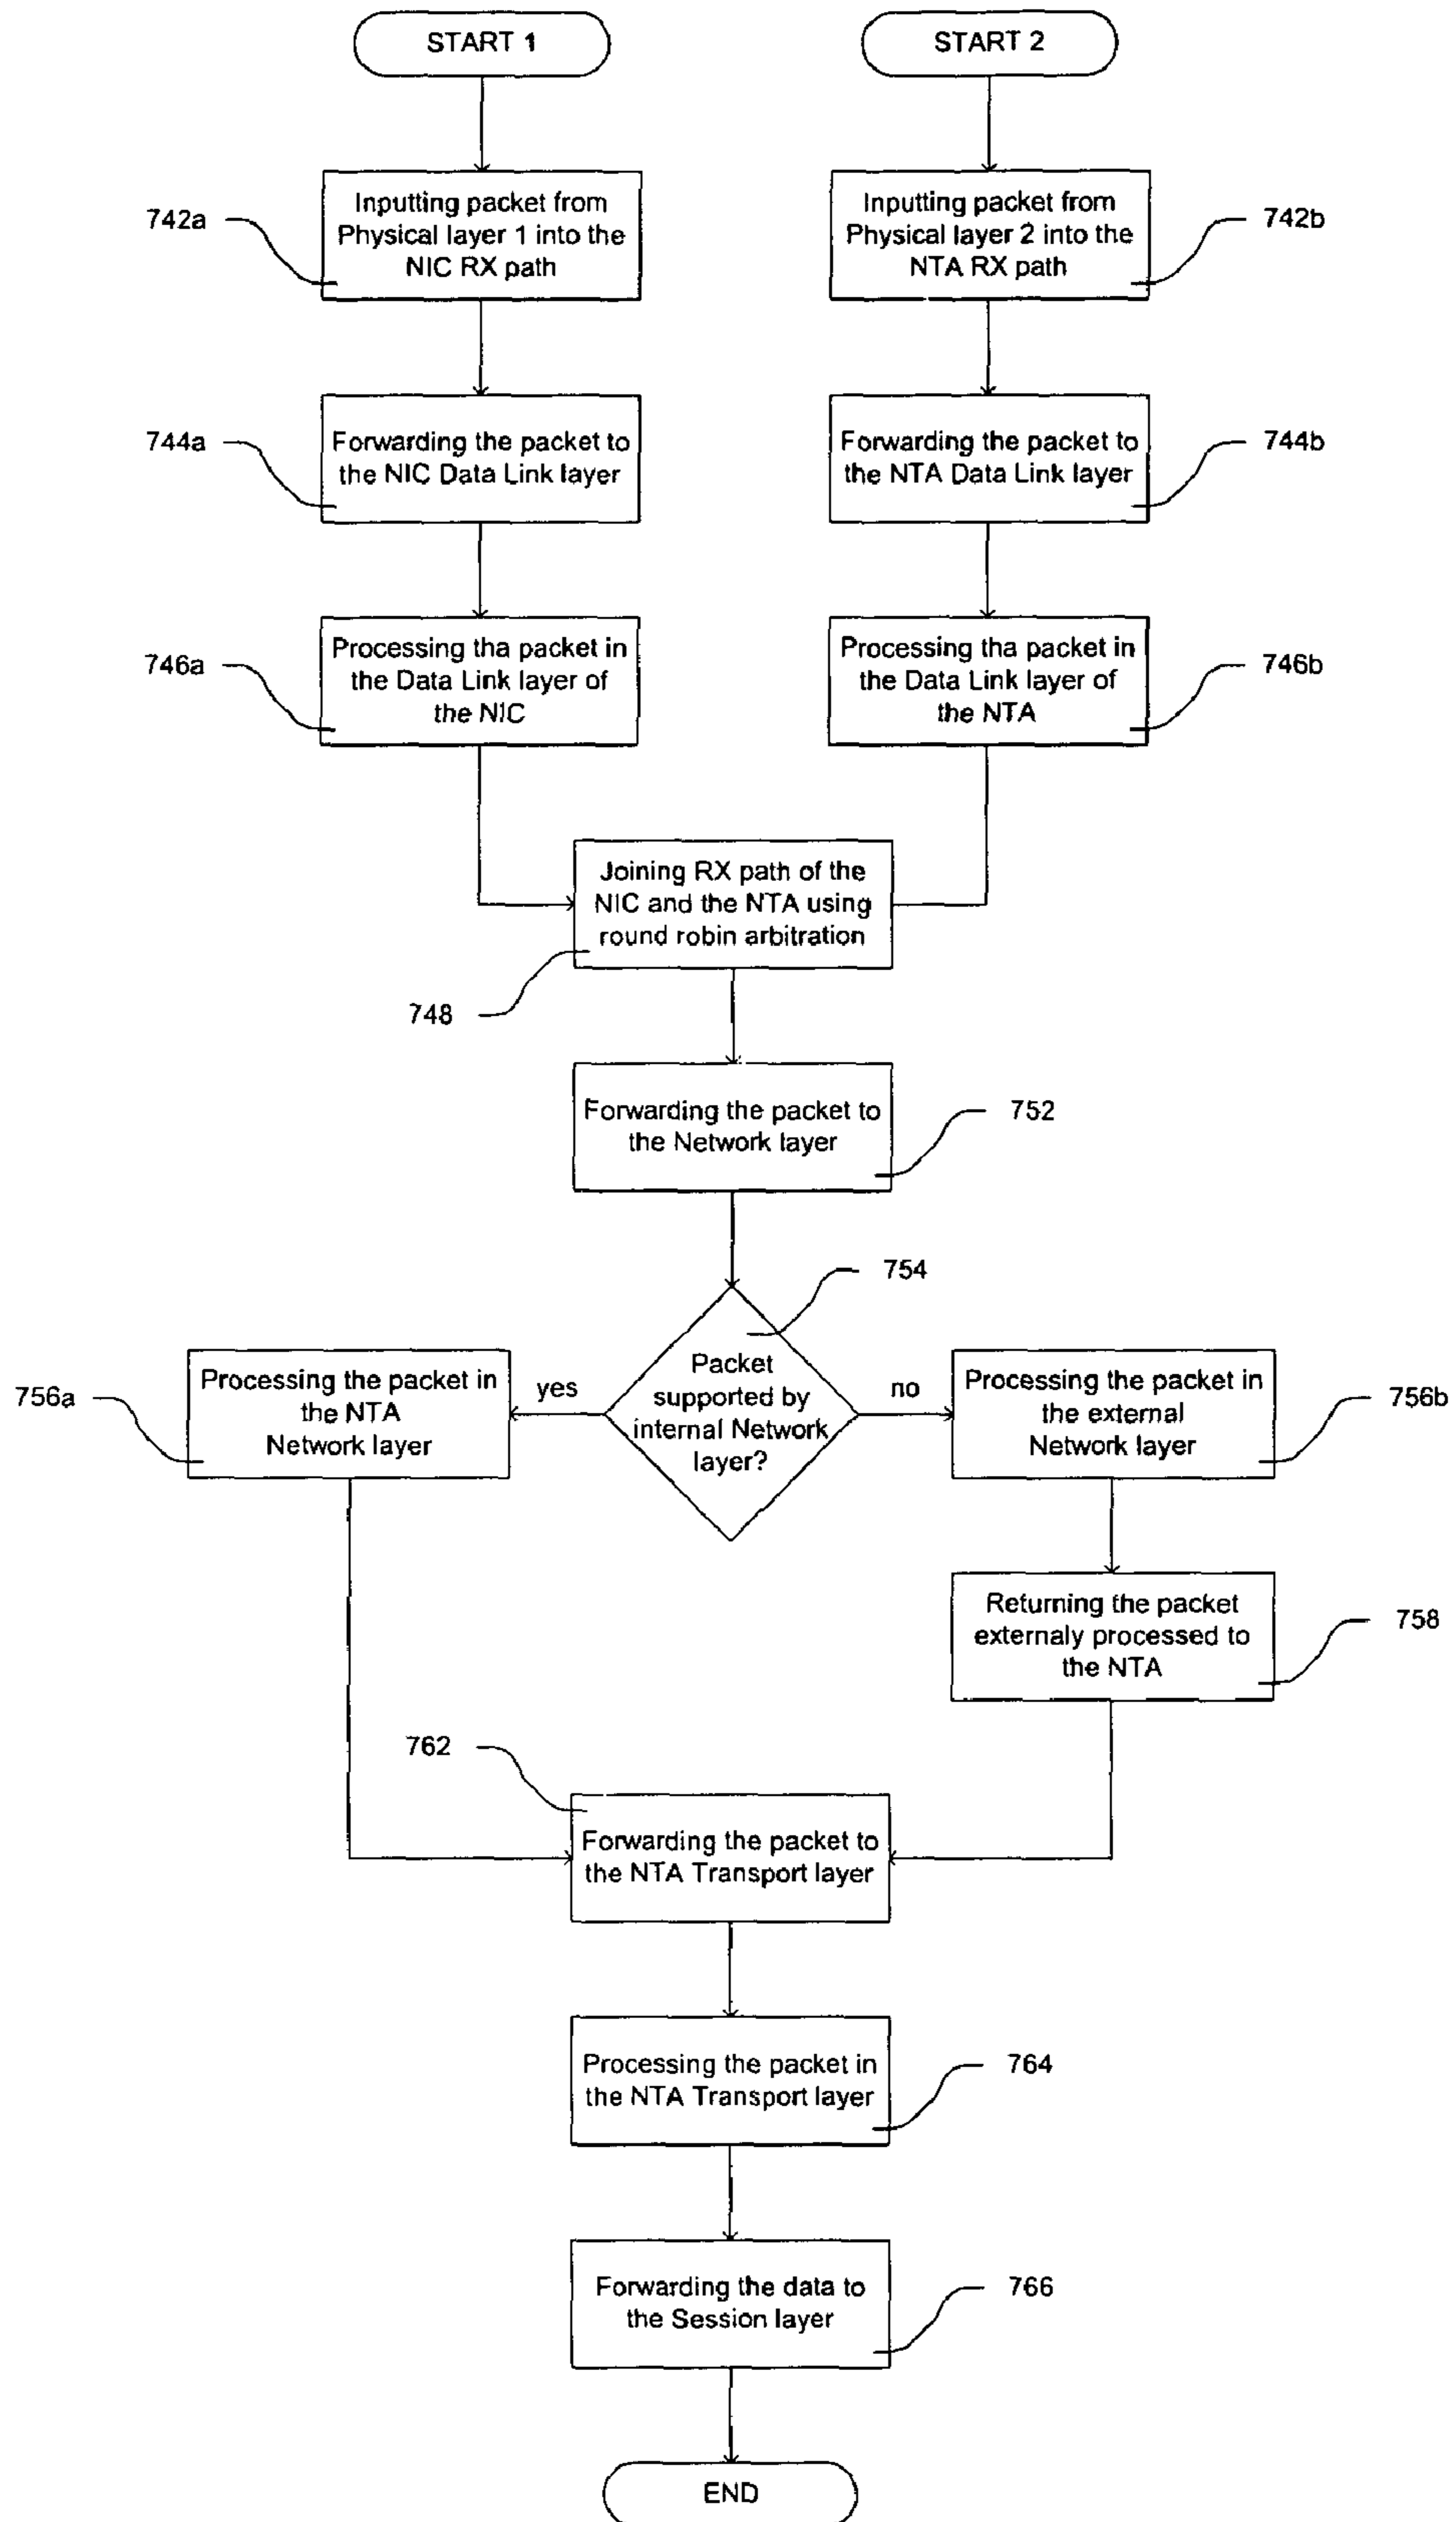 START 1
START 2
742a
Inputting packet from
Physical layer 1 into the
NIC RX path
Inputting packet from
Physical layer 2 into the
NTA RX path
742b
744a
Forwarding the packet to
the NIC Data Link layer
Forwarding the packet to
the NTA Data Link layer
744b
746a
Processing tha packet in
the Data Link layer of
the NIC
Processing tha packet in
the Data Link layer of
the NTA
746b
Joining RX path of the
NIC and the NTA using
round robin arbitration
748
Forwarding the packet to
the Network layer
752
754
756a
Processing the packet in
the NTA
Network layer
yes
Packet
supported by
internal Network
layer?
no
Processing the packet in
the external
Network layer
756b
Returning the packet
externaly processed to
the NTA
758
762
Forwarding the packet to
the NTA Transport layer
Processing the packet in
the NTA Transport layer
764
Forwarding the data to
the Session layer
766
END